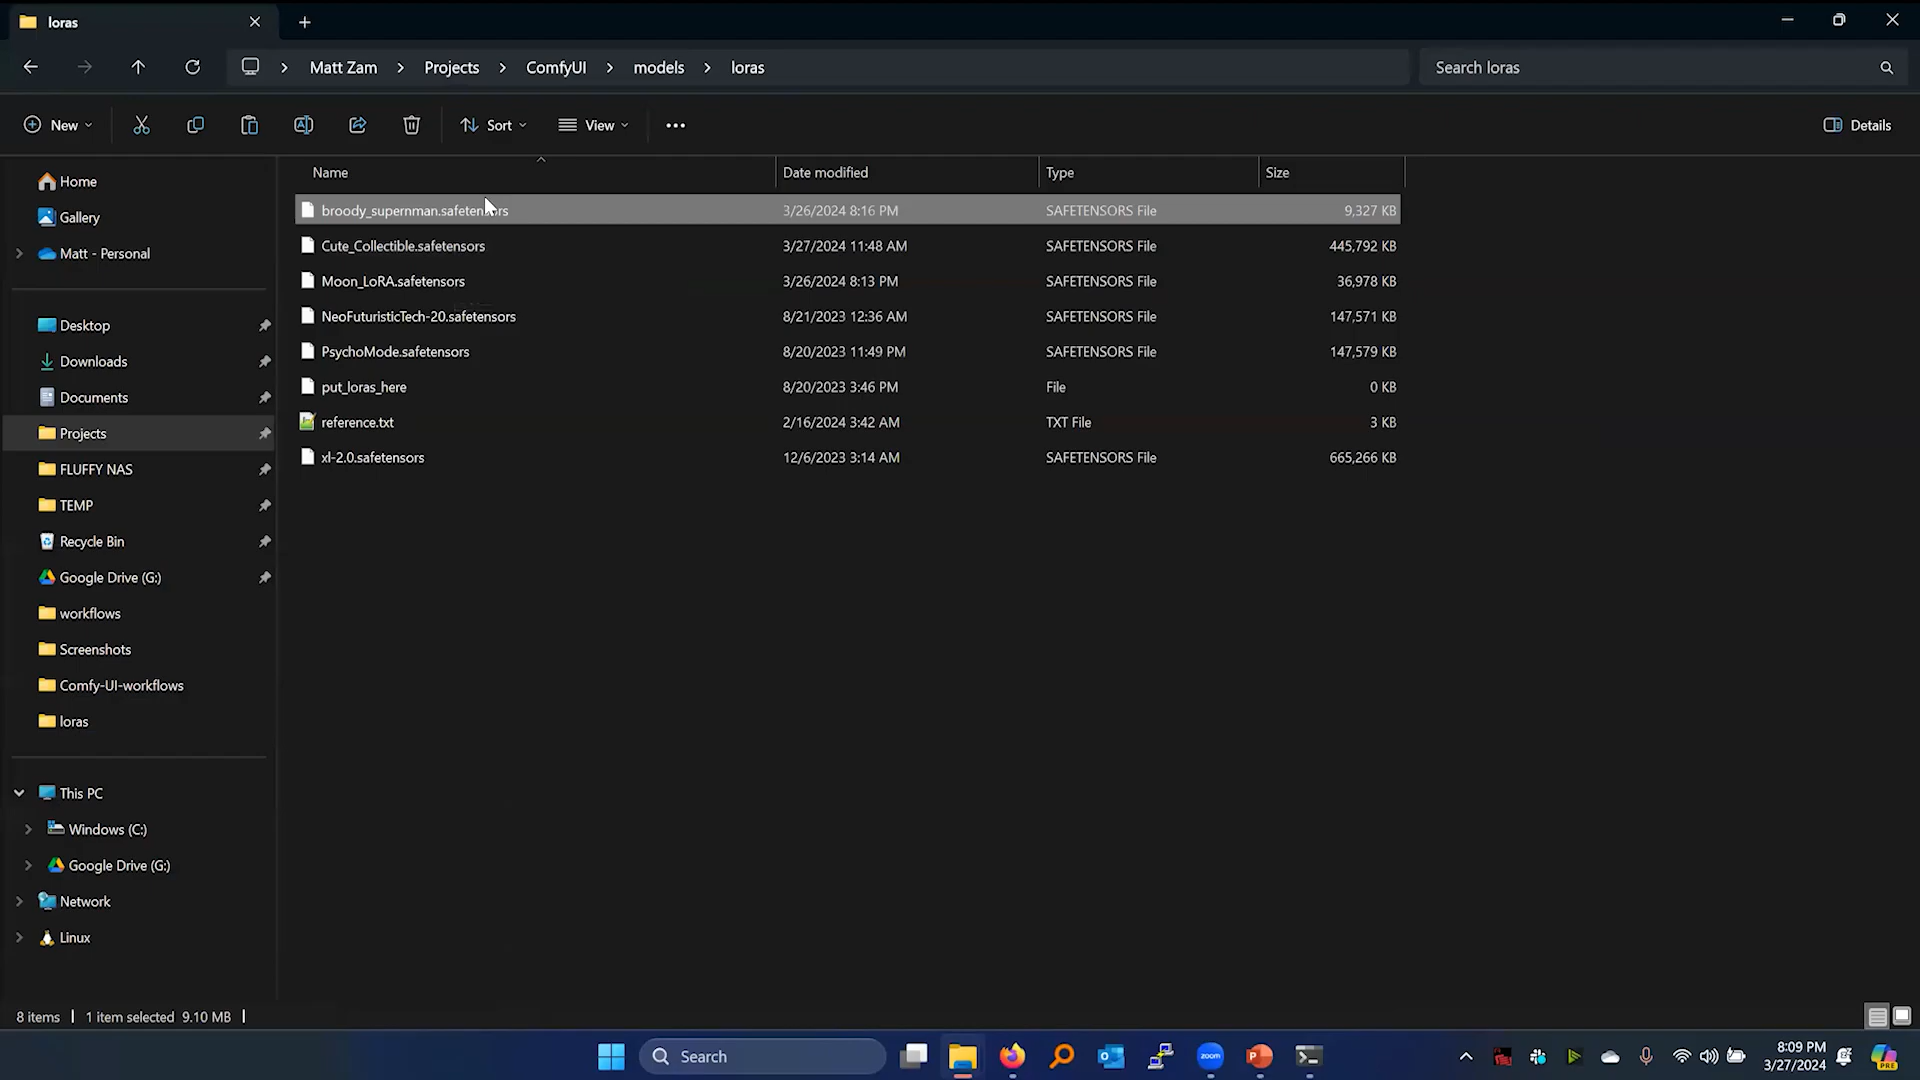 loras
Matt Zam > Projects > ComfyUI > models > loras
Search loras
New
Sort
View
Details
Name Date modified Type Size
broody_supernman.safetensors 3/26/2024 8:16 PM SAFETENSORS File 9,327 KB
Cute_Collectible.safetensors 3/27/2024 11:48 AM SAFETENSORS File 445,792 KB
Moon_LoRA.safetensors 3/26/2024 8:13 PM SAFETENSORS File 36,978 KB
NeoFuturisticTech-20.safetensors 8/21/2023 12:36 AM SAFETENSORS File 147,571 KB
PsychoMode.safetensors 8/20/2023 11:49 PM SAFETENSORS File 147,579 KB
put_loras_here 8/20/2023 3:46 PM File 0 KB
reference.txt 2/16/2024 3:42 AM TXT File 3 KB
xl-2.0.safetensors 12/6/2023 3:14 AM SAFETENSORS File 665,266 KB
Home
Gallery
Matt - Personal
Desktop
Downloads
Documents
Projects
FLUFFY NAS
TEMP
Recycle Bin
Google Drive (G:)
workflows
Screenshots
Comfy-UI-workflows
loras
This PC
Windows (C:)
Google Drive (G:)
Network
Linux
8 items | 1 item selected 9.10 MB |
Search
zoom
8:09 PM
3/27/2024
PRE